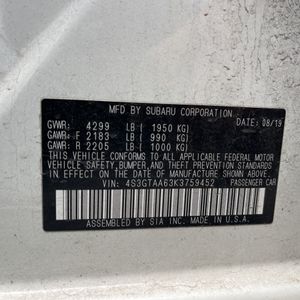 MFD. BY SUBARU CORPORATION. DATE: 08/19
GVWR: 4299 LB ( 1950 KG)
GAWR: F 2183 LB ( 990 KG)
GAWR: R 2205 LB ( 1000 KG)
THIS VEHICLE CONFORMS TO ALL APPLICABLE FEDERAL MOTOR
VEHICLE SAFETY, BUMPER, AND THEFT PREVENTION STANDARDS
IN EFFECT ON THE DATE OF MANUFACTURE SHOWN ABOVE.
VIN: 4S3GTAA63K3759452 PASSENGER CAR
ASSEMBLED BY SIA INC. MADE IN U.S.A.